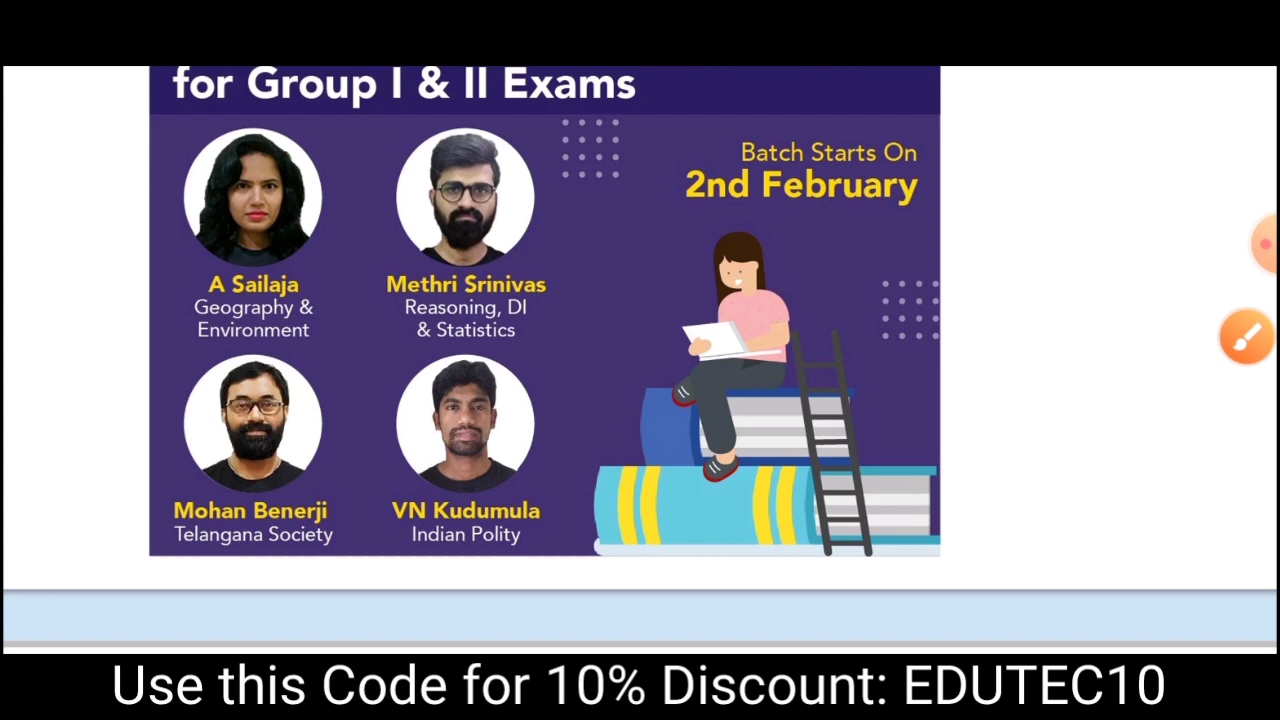 for Group I & II Exams
Batch Starts On
2nd February
A Sailaja
Geography &
Environment
Methri Srinivas
Reasoning, DI
& Statistics
Mohan Benerji
Telangana Society
VN Kudumula
Indian Polity
Use this Code for 10% Discount: EDUTEC10